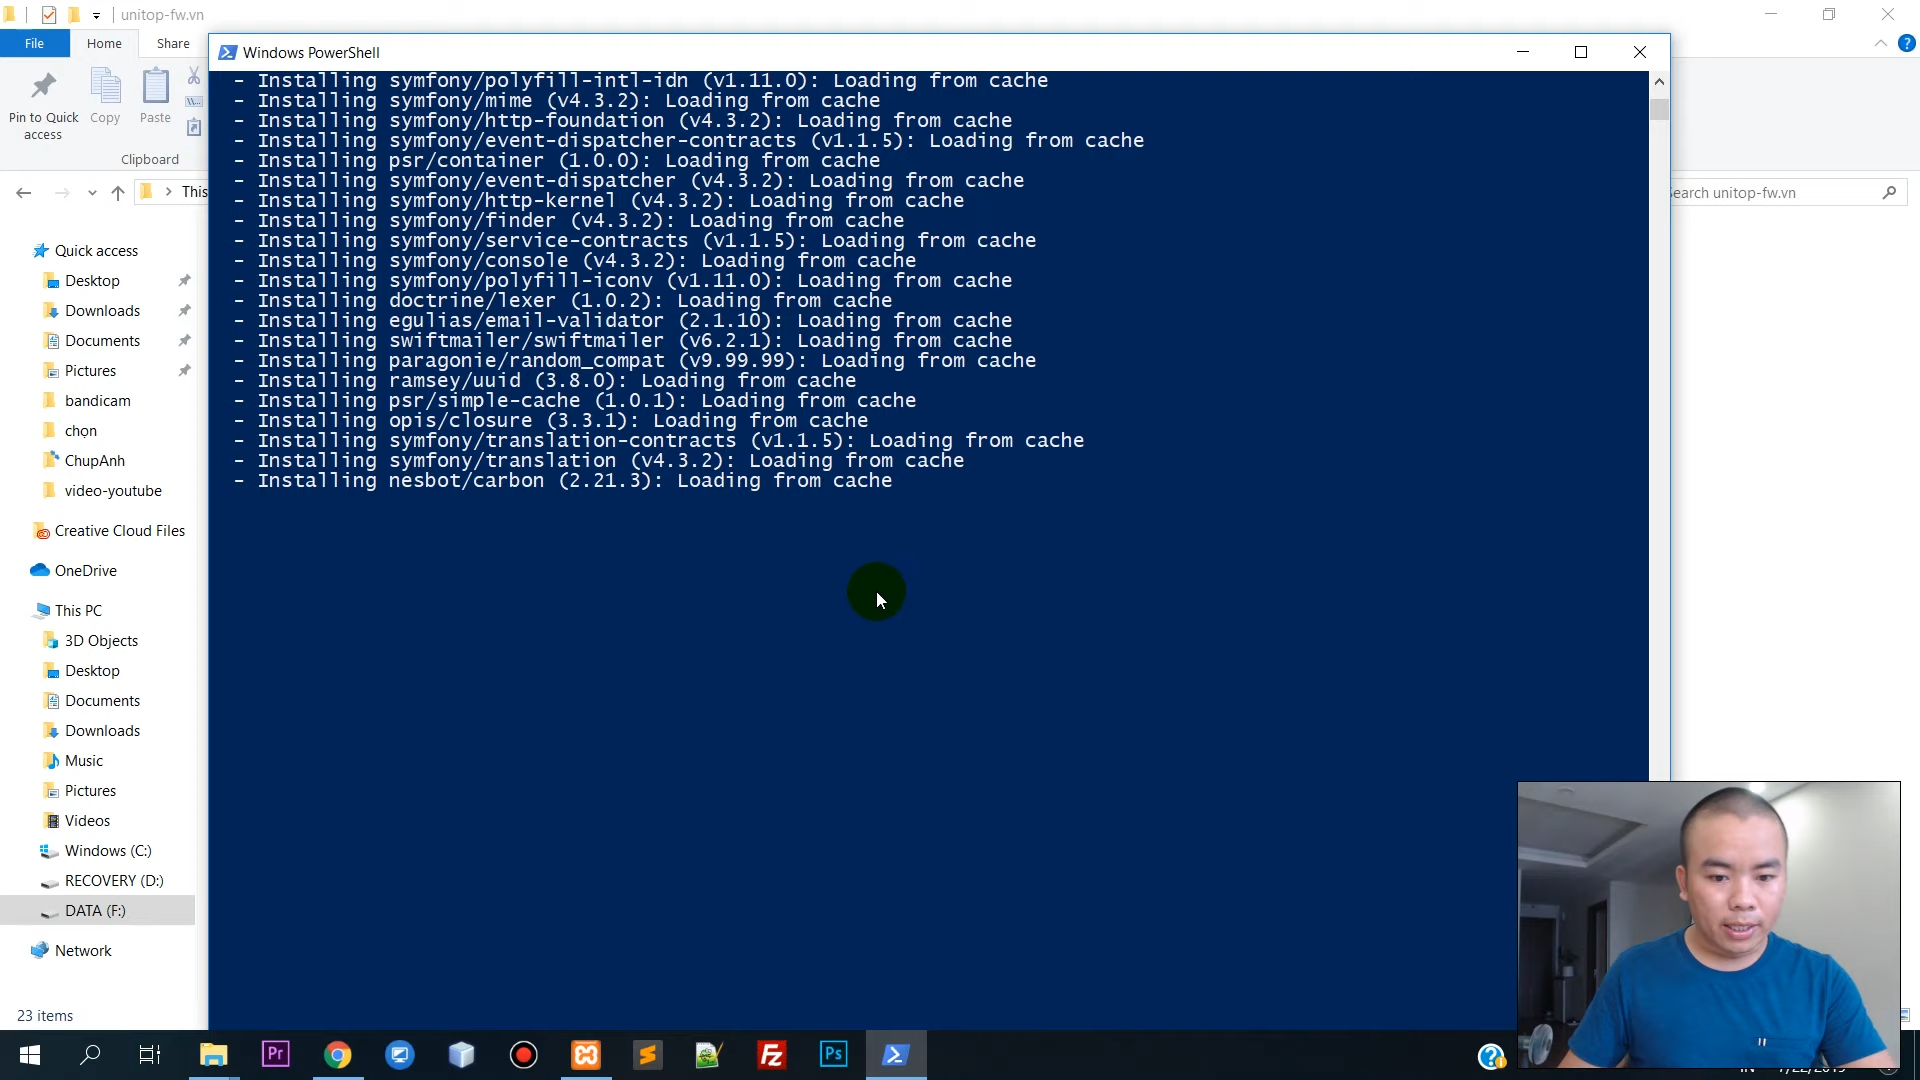 unitop-fw.vn
File
Home
Share
Pin to Quick
access
Copy
Paste
Clipboard
This
Search unitop-fw.vn
Quick access
Desktop
Downloads
Documents
Pictures
bandicam
chọn
ChupAnh
video-youtube
Creative Cloud Files
OneDrive
This PC
3D Objects
Desktop
Documents
Downloads
Music
Pictures
Videos
Windows (C:)
RECOVERY (D:)
DATA (F:)
Network
23 items
Windows PowerShell
- Installing symfony/polyfill-intl-idn (v1.11.0): Loading from cache
- Installing symfony/mime (v4.3.2): Loading from cache
- Installing symfony/http-foundation (v4.3.2): Loading from cache
- Installing symfony/event-dispatcher-contracts (v1.1.5): Loading from cache
- Installing psr/container (1.0.0): Loading from cache
- Installing symfony/event-dispatcher (v4.3.2): Loading from cache
- Installing symfony/http-kernel (v4.3.2): Loading from cache
- Installing symfony/finder (v4.3.2): Loading from cache
- Installing symfony/service-contracts (v1.1.5): Loading from cache
- Installing symfony/console (v4.3.2): Loading from cache
- Installing symfony/polyfill-iconv (v1.11.0): Loading from cache
- Installing doctrine/lexer (1.0.2): Loading from cache
- Installing egulias/email-validator (2.1.10): Loading from cache
- Installing swiftmailer/swiftmailer (v6.2.1): Loading from cache
- Installing paragonie/random_compat (v9.99.99): Loading from cache
- Installing ramsey/uuid (3.8.0): Loading from cache
- Installing psr/simple-cache (1.0.1): Loading from cache
- Installing opis/closure (3.3.1): Loading from cache
- Installing symfony/translation-contracts (v1.1.5): Loading from cache
- Installing symfony/translation (v4.3.2): Loading from cache
- Installing nesbot/carbon (2.21.3): Loading from cache
Pr
Fz
Ps